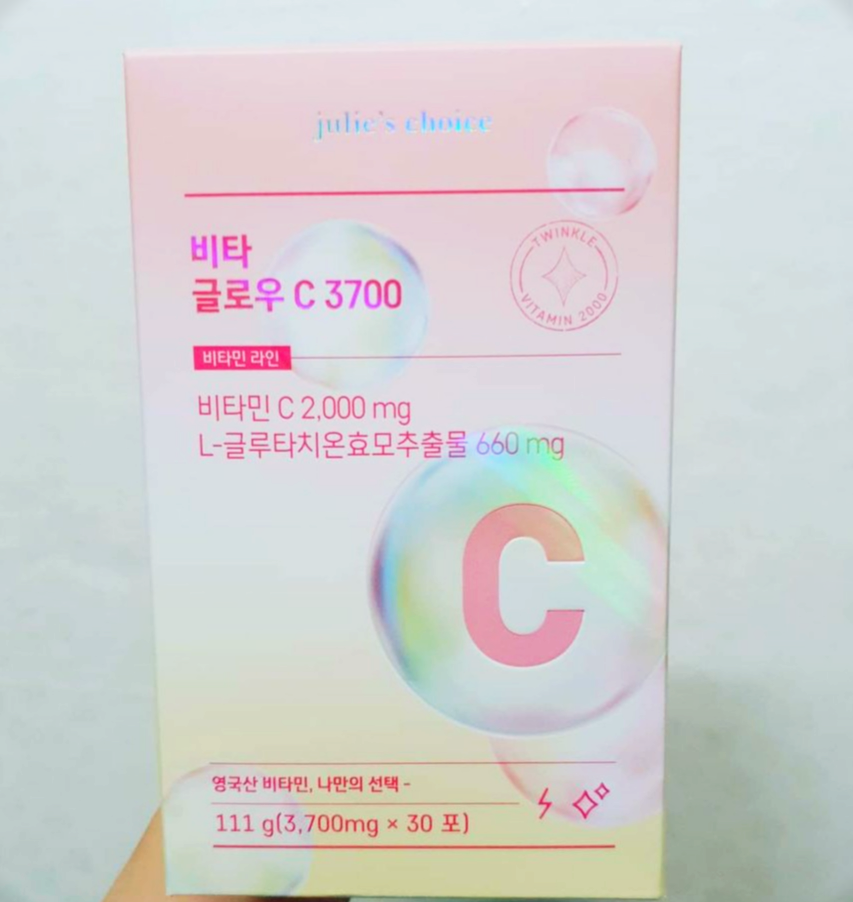 julie's choice
비타
글로우 C 3700
TWINKLE
VITAMIN 2000
비타민 라인
비타민 C 2,000 mg
L-글루타치온효모추출물 660 mg
C
영국산 비타민, 나만의 선택 -
111 g(3,700mg × 30 포)